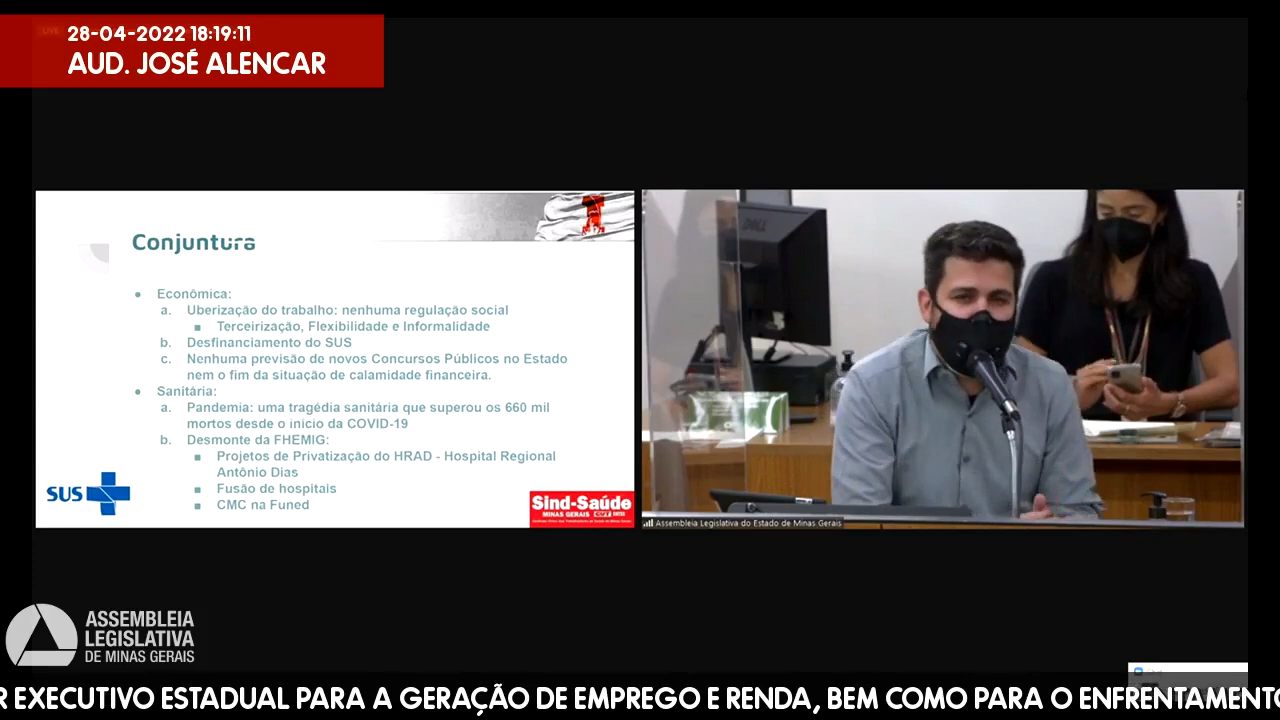 28-04-2022 18:19:11
AUD. JOSÉ ALENCAR
Conjuntura
● Econômica:
a. Uberização do trabalho: nenhuma regulação social
■ Terceirização, Flexibilidade e Informalidade
b. Desfinanciamento do SUS
c. Nenhuma previsão de novos Concursos Públicos no Estado
nem o fim da situação de calamidade financeira.
● Sanitária:
a. Pandemia: uma tragédia sanitária que superou os 660 mil
mortos desde o inicio da COVID-19
b. Desmonte da FHEMIG:
■ Projetos de Privatização do HRAD - Hospital Regional
Antônio Dias
■ Fusão de hospitais
■ CMC na Funed
SUS
Sind-Saúde
MINAS GERAIS
DELL
Assembleia Legislativa do Estado de Minas Gerais
ASSEMBLEIA
LEGISLATIVA
DE MINAS GERAIS
R EXECUTIVO ESTADUAL PARA A GERAÇÃO DE EMPREGO E RENDA, BEM COMO PARA O ENFRENTAMENTO